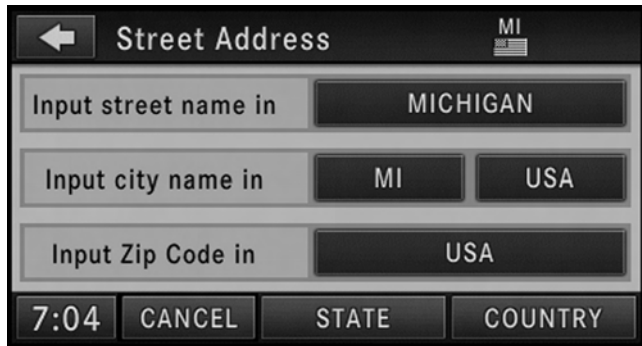 Street Address MI
Input street name in MICHIGAN
Input city name in MI USA
Input Zip Code in USA
7:04 CANCEL STATE COUNTRY